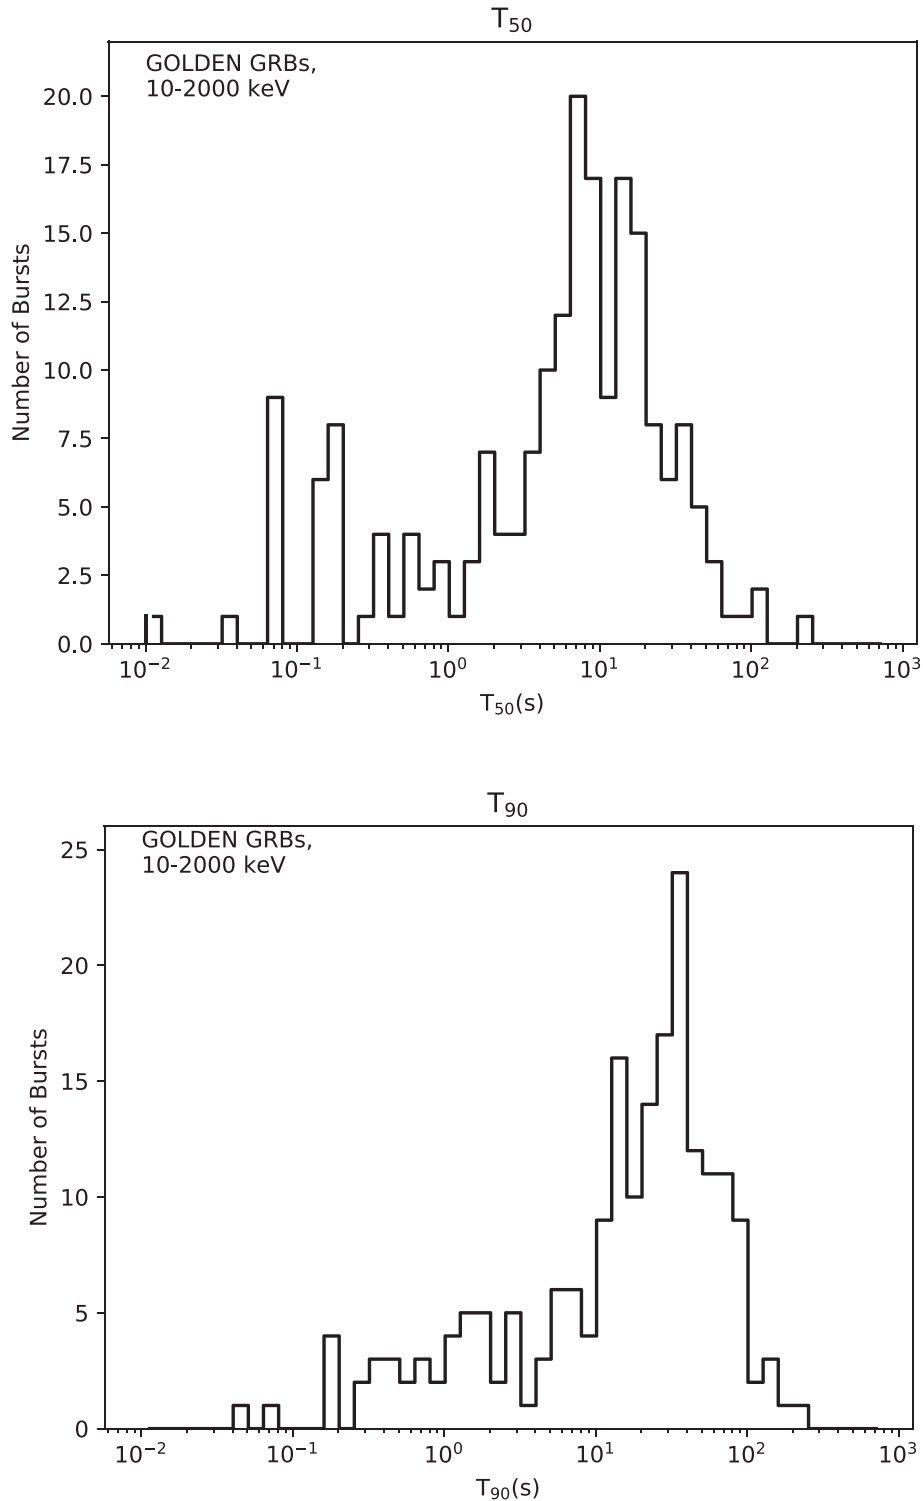 T50
GOLDEN GRBs,
10-2000 keV
20.0
17.5
15.0
12.5
10.0
7.5
5.0
2.5
0.0
Number of Bursts
10−2
10−1
100
101
102
103
T50(s)
T90
GOLDEN GRBs,
10-2000 keV
25
20
15
10
5
0
Number of Bursts
10−2
10−1
100
101
102
103
T90(s)